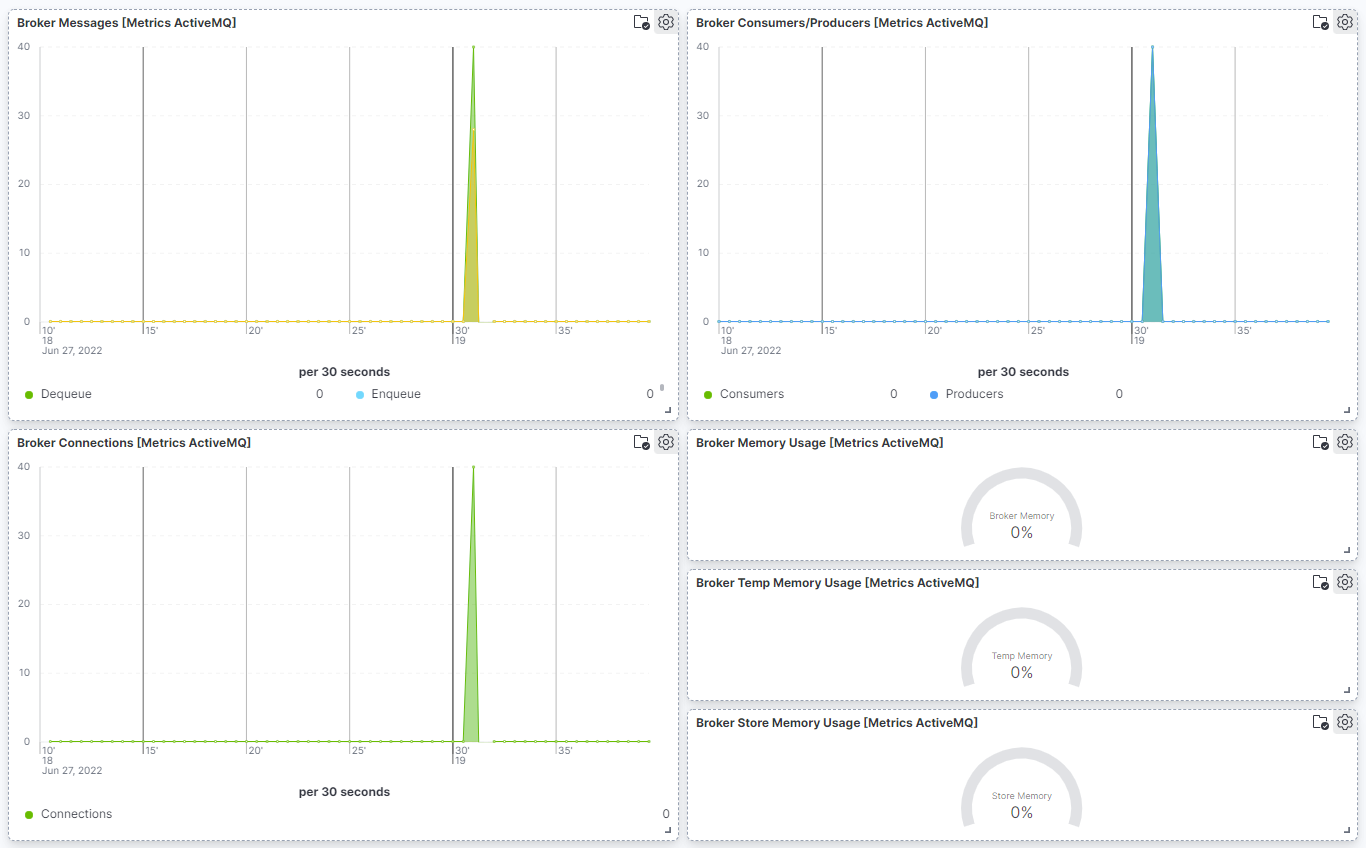 Broker Messages [Metrics ActiveMQ]
40
30
20
10
0
10' 15' 20' 25' 30' 35'
18 19
Jun 27, 2022
per 30 seconds
Dequeue 0 Enqueue 0
Broker Consumers/Producers [Metrics ActiveMQ]
40
30
20
10
0
10' 15' 20' 25' 30' 35'
18 19
Jun 27, 2022
per 30 seconds
Consumers 0 Producers 0
Broker Connections [Metrics ActiveMQ]
40
30
20
10
0
10' 15' 20' 25' 30' 35'
18 19
Jun 27, 2022
per 30 seconds
Connections 0
Broker Memory Usage [Metrics ActiveMQ]
Broker Memory
0%
Broker Temp Memory Usage [Metrics ActiveMQ]
Temp Memory
0%
Broker Store Memory Usage [Metrics ActiveMQ]
Store Memory
0%